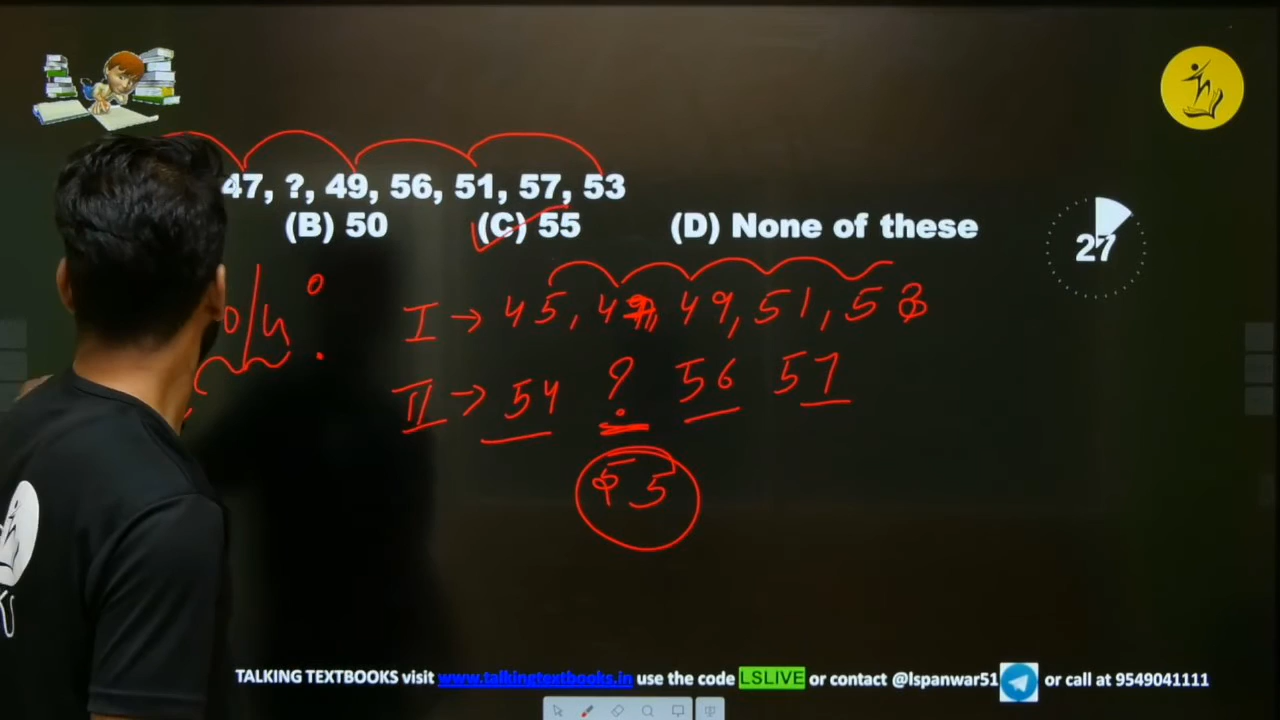 47, ?, 49, 56, 51, 57, 53
(B) 50 (C) 55 (D) None of these
27
I → 45, 47, 49, 51, 53
II → 54 ? 56 57
55
TALKING TEXTBOOKS visit www.talkingtextbooks.in use the code LSLIVE or contact @lspanwar51 or call at 9549041111